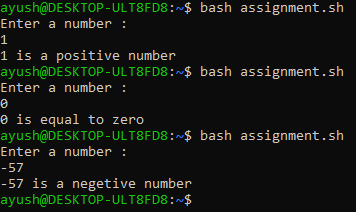 ayush@DESKTOP-ULT8FD8:~$ bash assignment.sh
Enter a number :
1
1 is a positive number
ayush@DESKTOP-ULT8FD8:~$ bash assignment.sh
Enter a number :
0
0 is equal to zero
ayush@DESKTOP-ULT8FD8:~$ bash assignment.sh
Enter a number :
-57
-57 is a negetive number
ayush@DESKTOP-ULT8FD8:~$